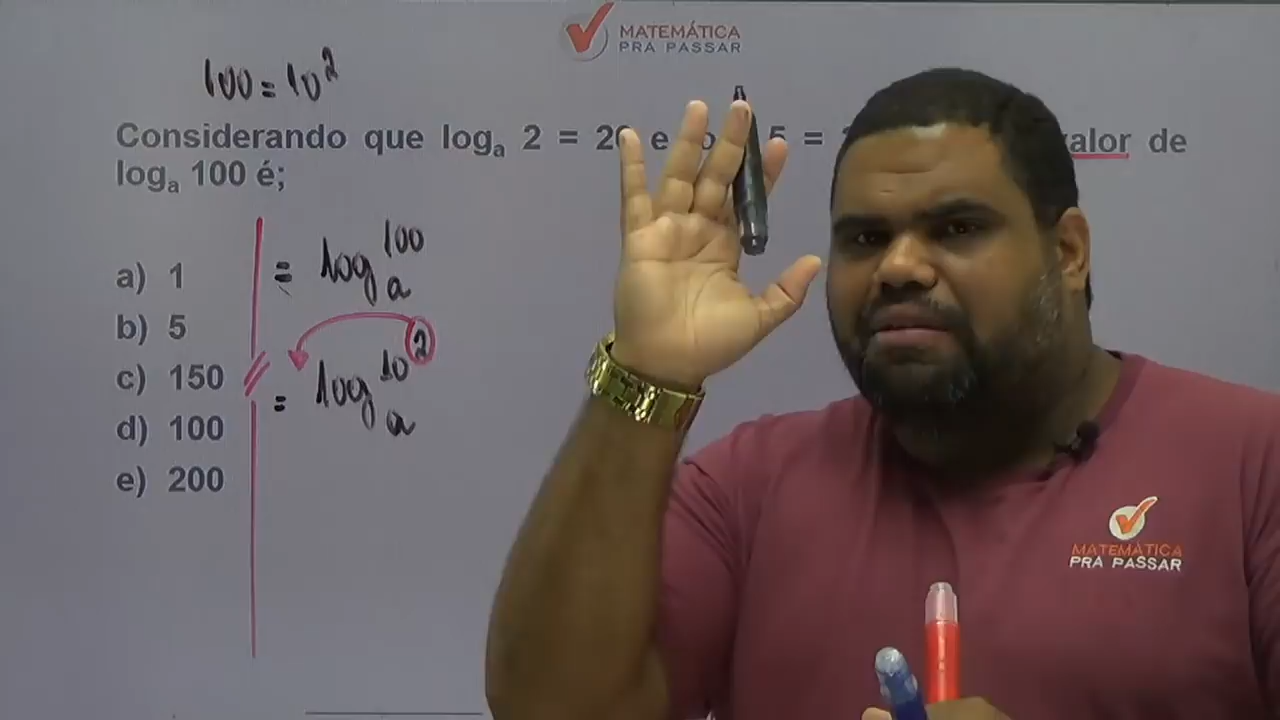 MATEMÁTICA
PRA PASSAR
100 = 10²
Considerando que logₐ 2 = 20 e 5 = valor de
logₐ 100 é;
a) 1
b) 5
c) 150
d) 100
e) 200
= log 100
a
= log 10 2
a
MATEMÁTICA
PRA PASSAR